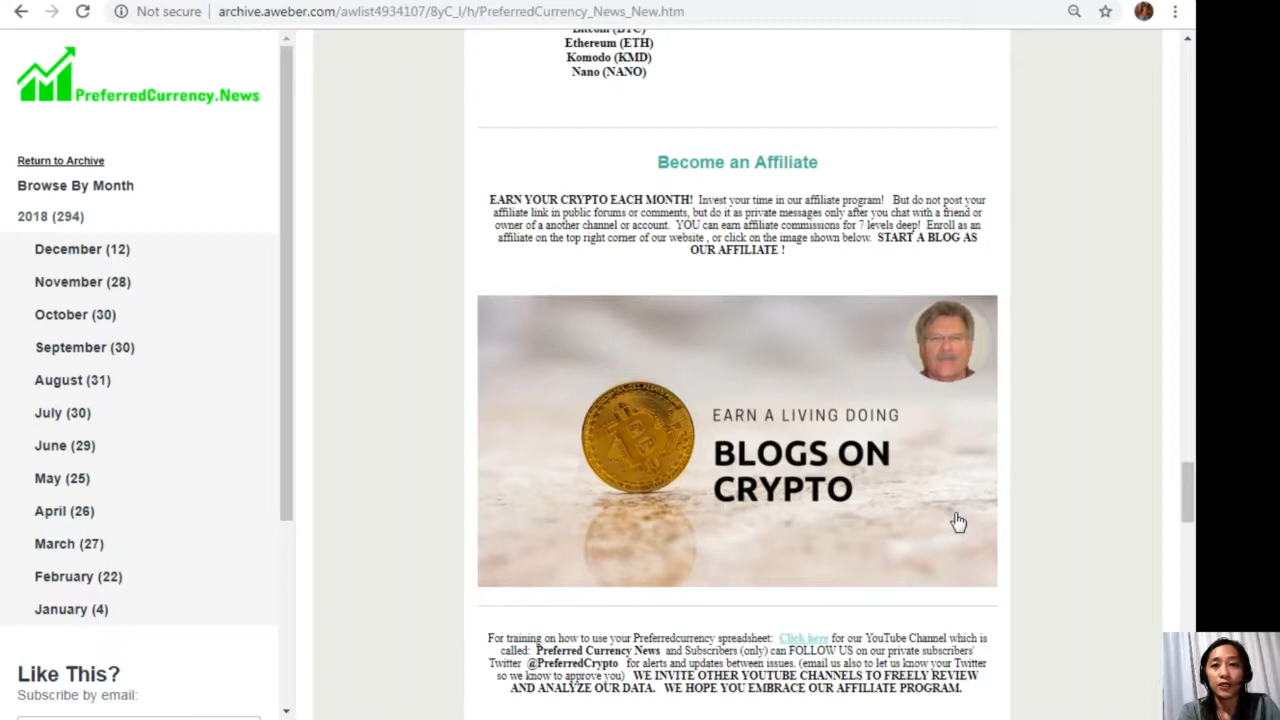 Not secure
archive.aweber.com/awlist4934107/8yC_l/h/PreferredCurrency_News_New.htm
PreferredCurrency.News
Return to Archive
Browse By Month
2018 (294)
December (12)
November (28)
October (30)
September (30)
August (31)
July (30)
June (29)
May (25)
April (26)
March (27)
February (22)
January (4)
Like This?
Subscribe by email:
Bitcoin (BTC)
Ethereum (ETH)
Komodo (KMD)
Nano (NANO)
Become an Affiliate
EARN YOUR CRYPTO EACH MONTH! Invest your time in our affiliate program! But do not post your
affiliate link in public forums or comments, but do it as private messages only after you chat with a friend or
owner of a another channel or account. YOU can earn affiliate commissions for 7 levels deep! Enroll as an
affiliate on the top right corner of our website , or click on the image shown below. START A BLOG AS
OUR AFFILIATE !
EARN A LIVING DOING
BLOGS ON
CRYPTO
For training on how to use your Preferredcurrency spreadsheet: Click here for our YouTube Channel which is
called: Preferred Currency News and Subscribers (only) can FOLLOW US on our private subscribers'
Twitter @PreferredCrypto for alerts and updates between issues. (email us also to let us know your Twitter
so we know to approve you) WE INVITE OTHER YOUTUBE CHANNELS TO FREELY REVIEW
AND ANALYZE OUR DATA. WE HOPE YOU EMBRACE OUR AFFILIATE PROGRAM.